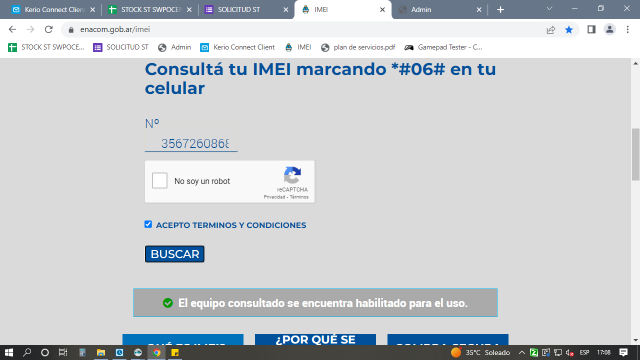 Kerio Connect Client
STOCK ST SWPOCE
SOLICITUD ST
IMEI
Admin
enacom.gob.ar/imei
STOCK ST SWPOCE...
SOLICITUD ST
Admin
Kerio Connect Client
IMEI
plan de servicios.pdf
Gamepad Tester - C...
Consultá tu IMEI marcando *#06# en tu
celular
Nº
356726086
No soy un robot
reCAPTCHA
Privacidad - Términos
ACEPTO TERMINOS Y CONDICIONES
BUSCAR
El equipo consultado se encuentra habilitado para el uso.
¿POR QUÉ SE
35°C Soleado
ESP
17:08